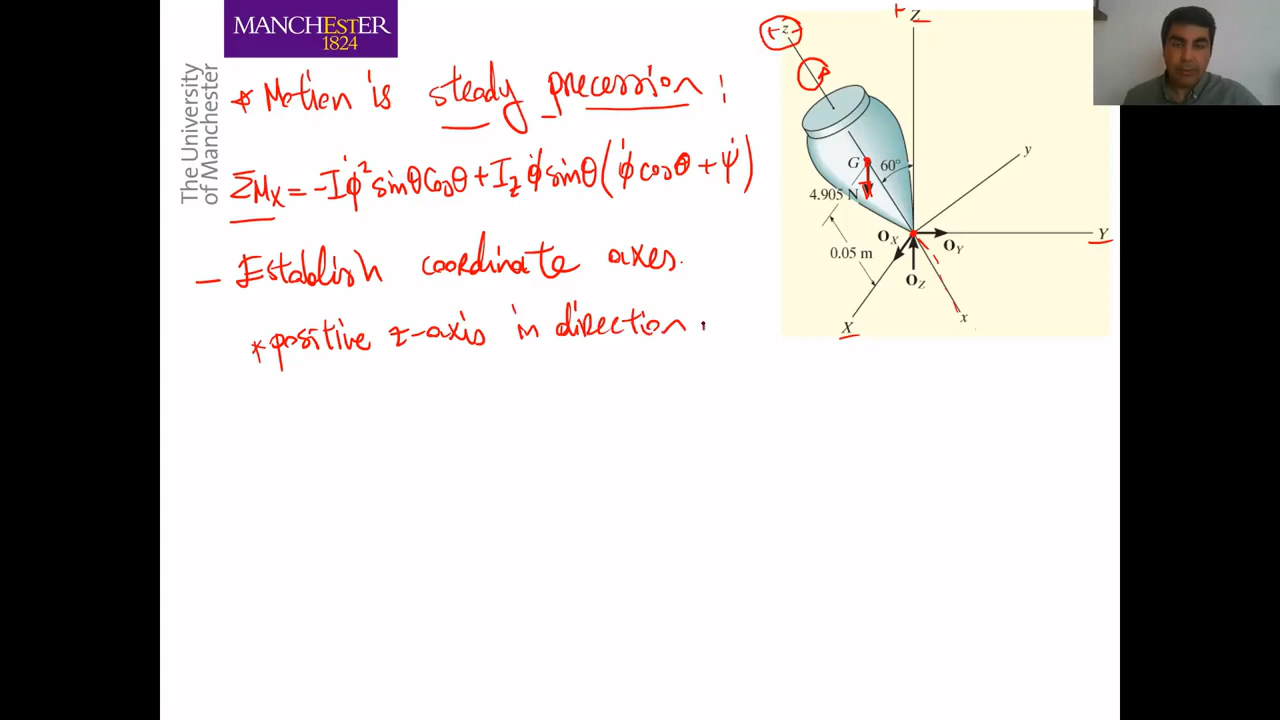 MANCHESTER
1824
The University
of Manchester
* Motion is steady precession :
ΣMx = -Iφ̇² sinθ Cosθ + Iz φ̇ sinθ (φ̇ cosθ + ψ̇)
- Establish coordinate axes.
* positive z-axis in direction
+ Z
+ z
y
G
60°
4.905 N
Ox
Oy
Y
0.05 m
Oz
X
x